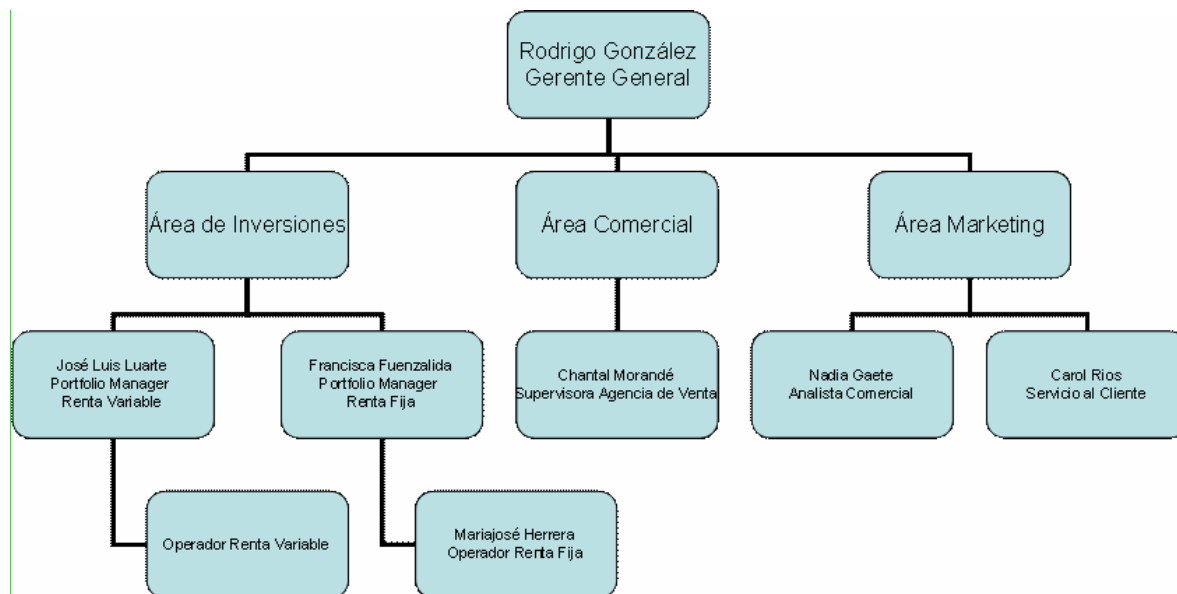 Rodrigo González
Gerente General
Área de Inversiones
Área Comercial
Área Marketing
José Luis Luarte
Portfolio Manager
Renta Variable
Francisca Fuenzalida
Portfolio Manager
Renta Fija
Chantal Morandé
Supervisora Agencia de Venta
Nadia Gaete
Analista Comercial
Carol Rios
Servicio al Cliente
Operador Renta Variable
Mariajosé Herrera
Operador Renta Fija